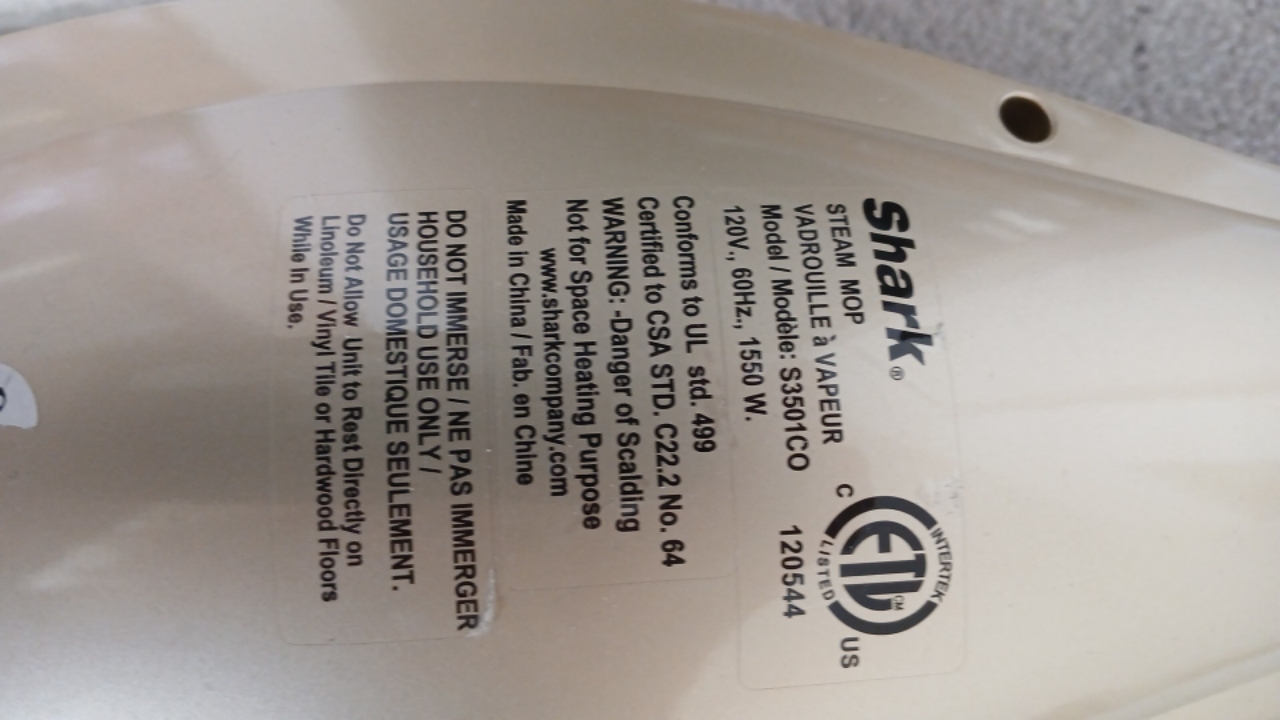 Shark®
STEAM MOP
VADROUILLE à VAPEUR
Model / Modèle: S3501CO
120V., 60Hz., 1550 W.
INTERTEK
ETL CM
LISTED
C US
120544
Conforms to UL std. 499
Certified to CSA STD. C22.2 No. 64
WARNING: -Danger of Scalding
Not for Space Heating Purpose
www.sharkcompany.com
Made in China / Fab. en Chine
DO NOT IMMERSE / NE PAS IMMERGER
HOUSEHOLD USE ONLY /
USAGE DOMESTIQUE SEULEMENT.
Do Not Allow Unit to Rest Directly on
Linoleum / Vinyl Tile or Hardwood Floors
While In Use.